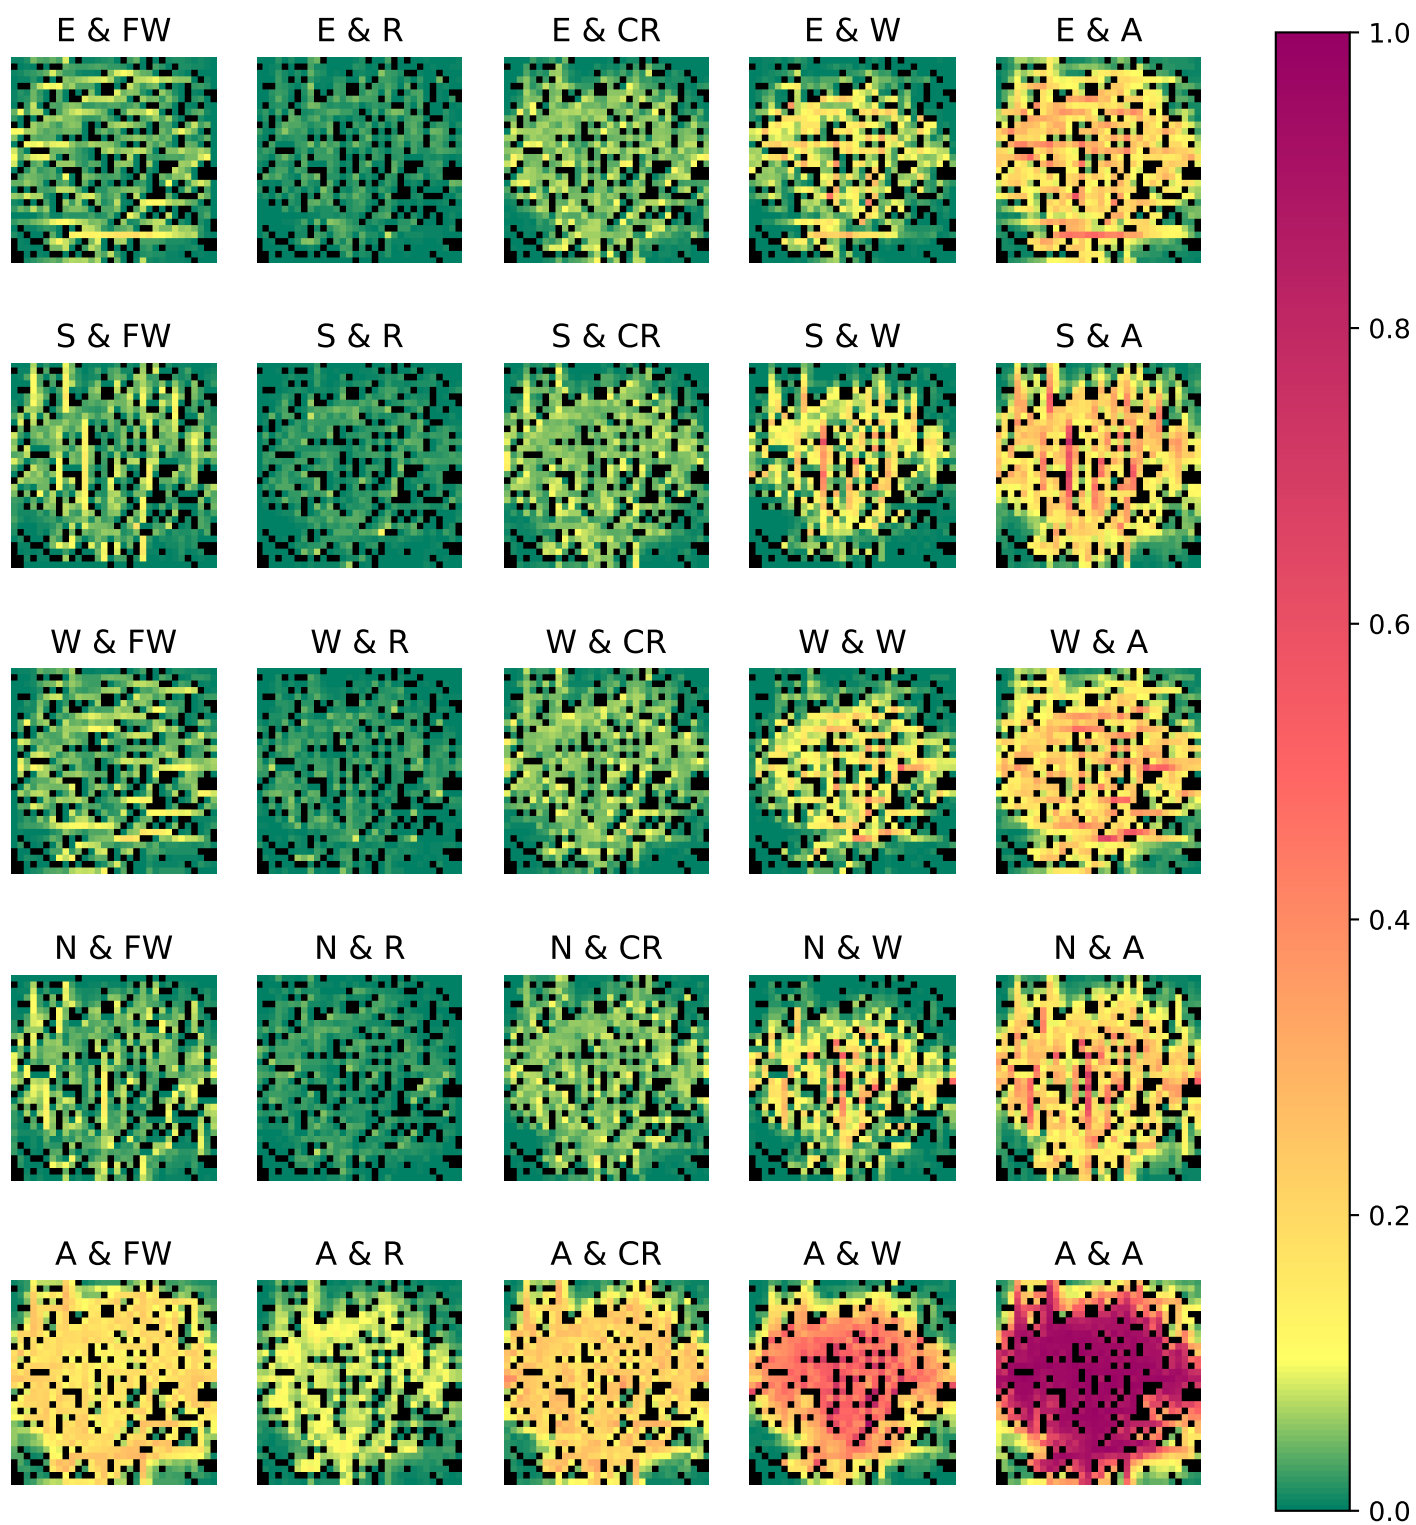 E & FW E & R E & CR E & W E & A
1.0
S & FW S & R S & CR S & W S & A
0.8
W & FW W & R W & CR W & W W & A
0.6
N & FW N & R N & CR N & W N & A
0.4
0.2
A & FW A & R A & CR A & W A & A
0.0